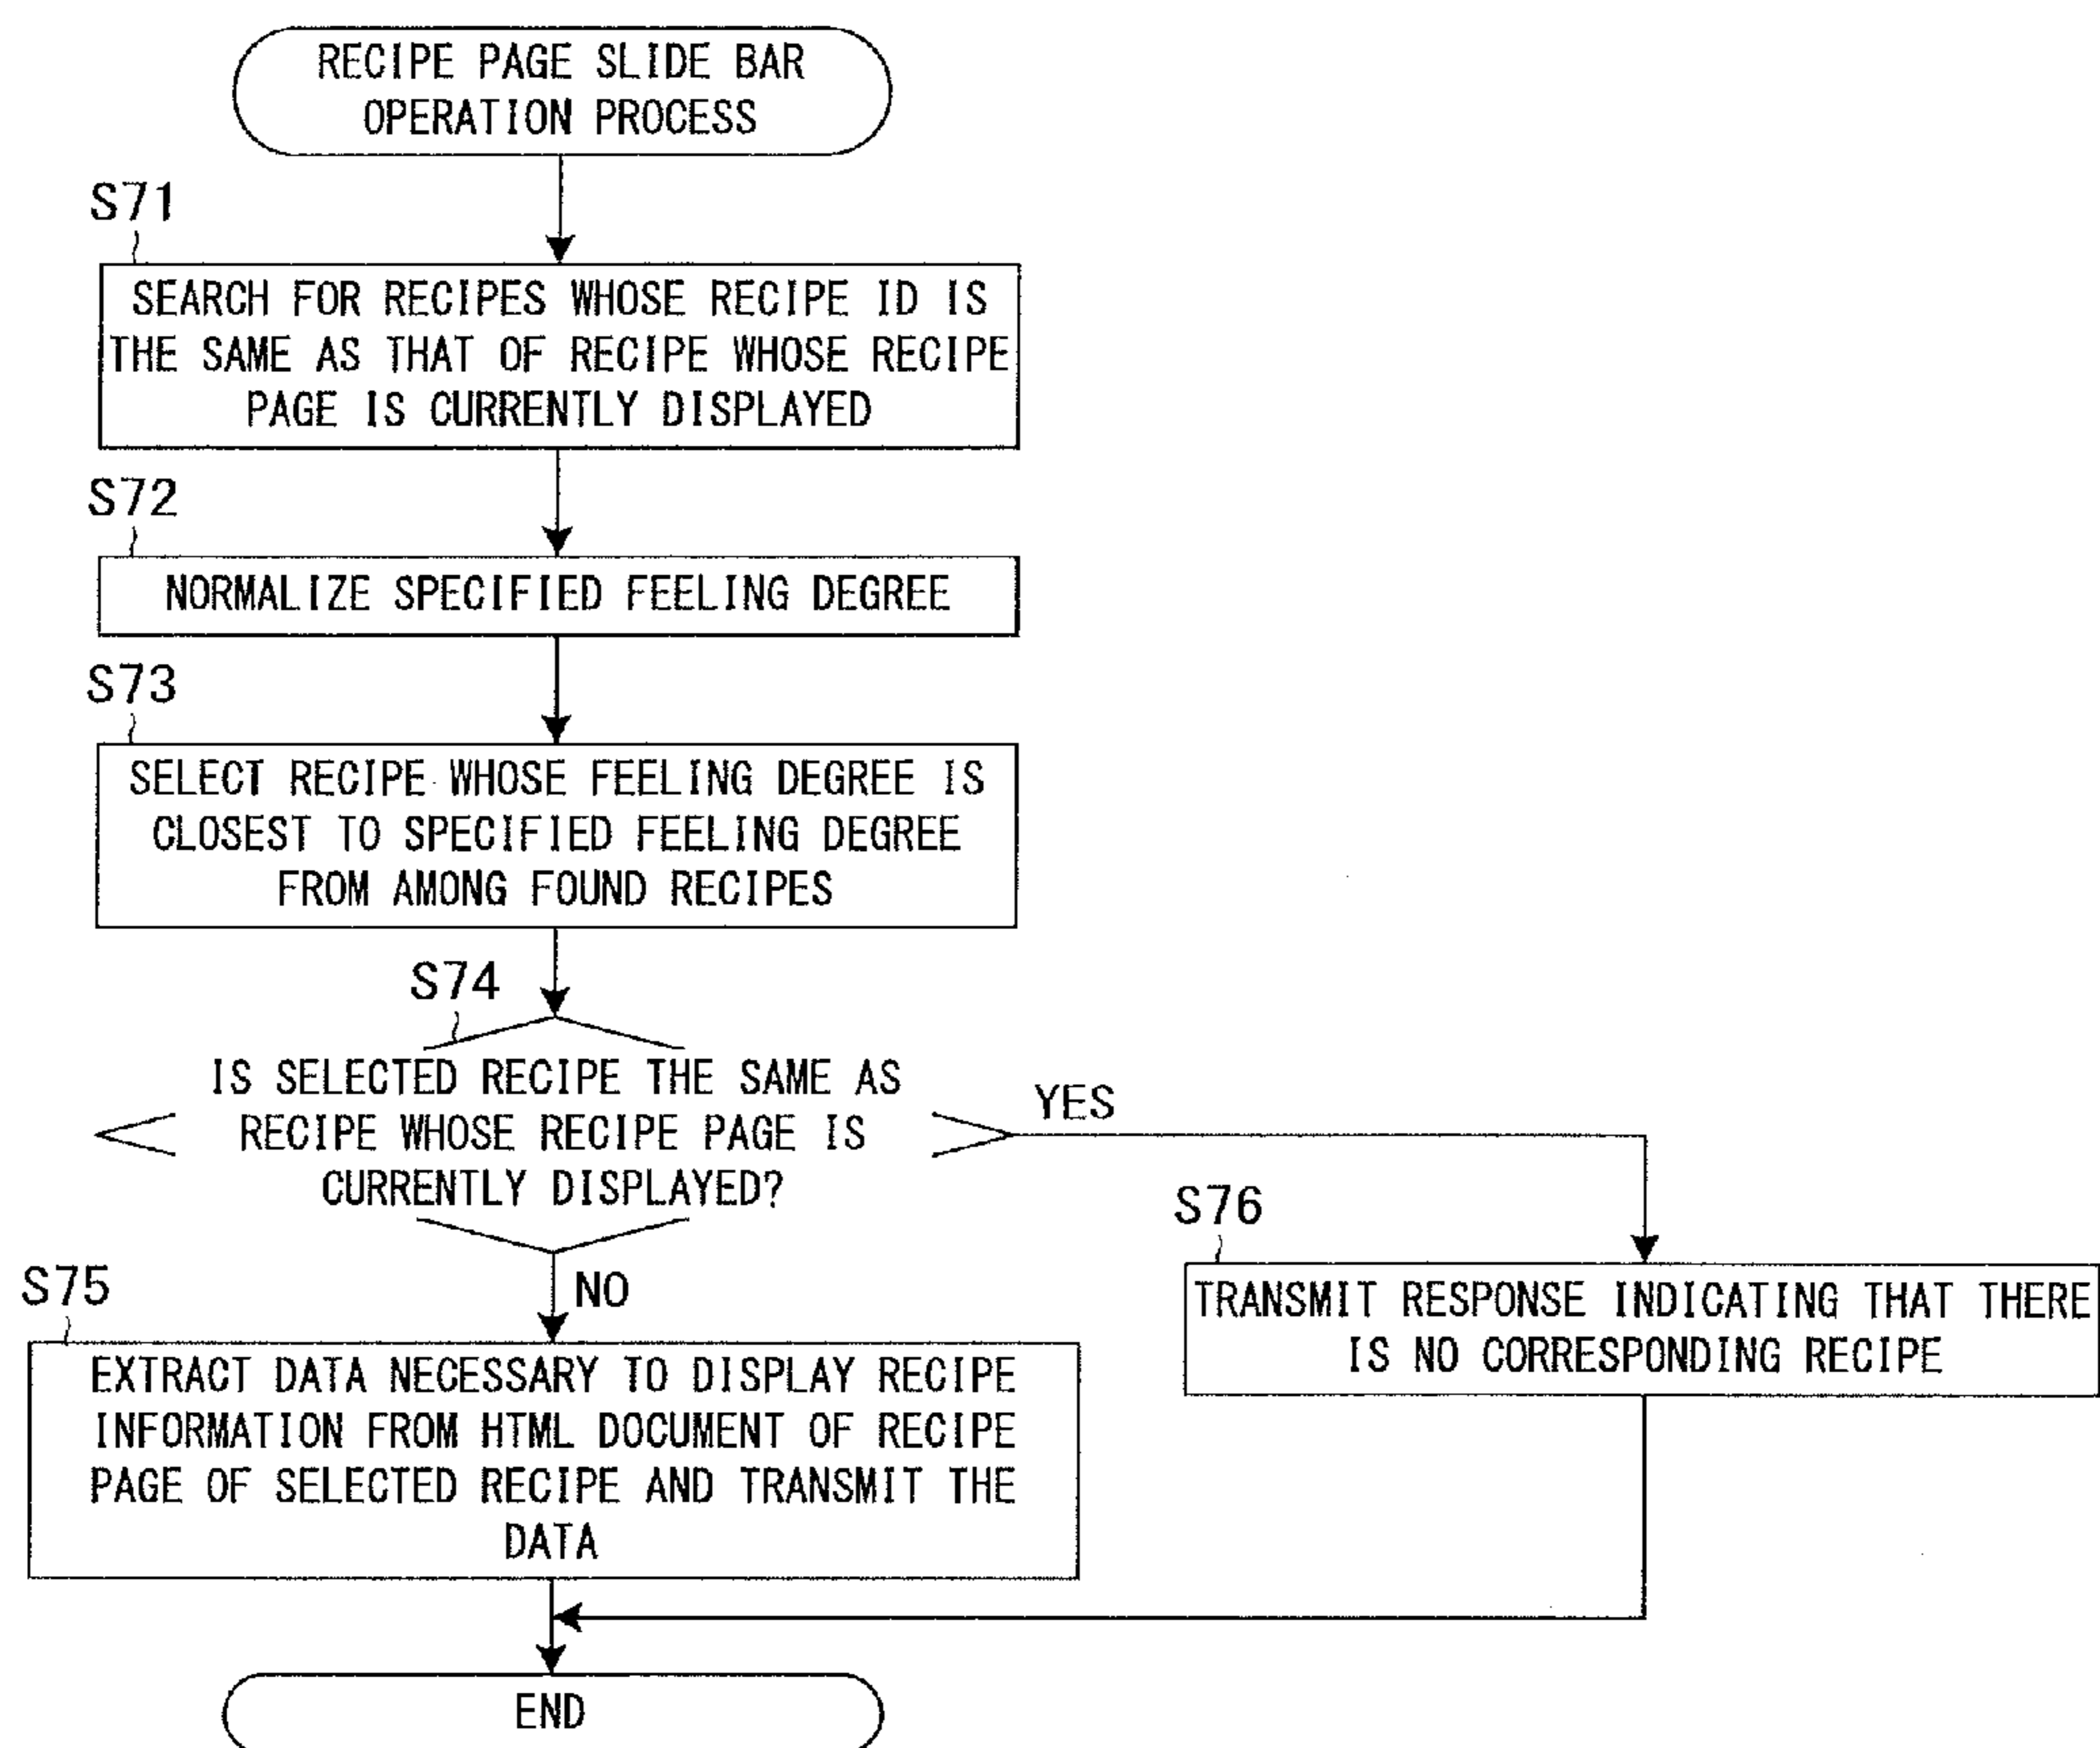 RECIPE PAGE SLIDE BAR
OPERATION PROCESS
S71
SEARCH FOR RECIPES WHOSE RECIPE ID IS
THE SAME AS THAT OF RECIPE WHOSE RECIPE
PAGE IS CURRENTLY DISPLAYED
S72
NORMALIZE SPECIFIED FEELING DEGREE
S73
SELECT RECIPE WHOSE FEELING DEGREE IS
CLOSEST TO SPECIFIED FEELING DEGREE
FROM AMONG FOUND RECIPES
S74
IS SELECTED RECIPE THE SAME AS
RECIPE WHOSE RECIPE PAGE IS
CURRENTLY DISPLAYED?
YES
NO
S76
TRANSMIT RESPONSE INDICATING THAT THERE
IS NO CORRESPONDING RECIPE
S75
EXTRACT DATA NECESSARY TO DISPLAY RECIPE
INFORMATION FROM HTML DOCUMENT OF RECIPE
PAGE OF SELECTED RECIPE AND TRANSMIT THE
DATA
END